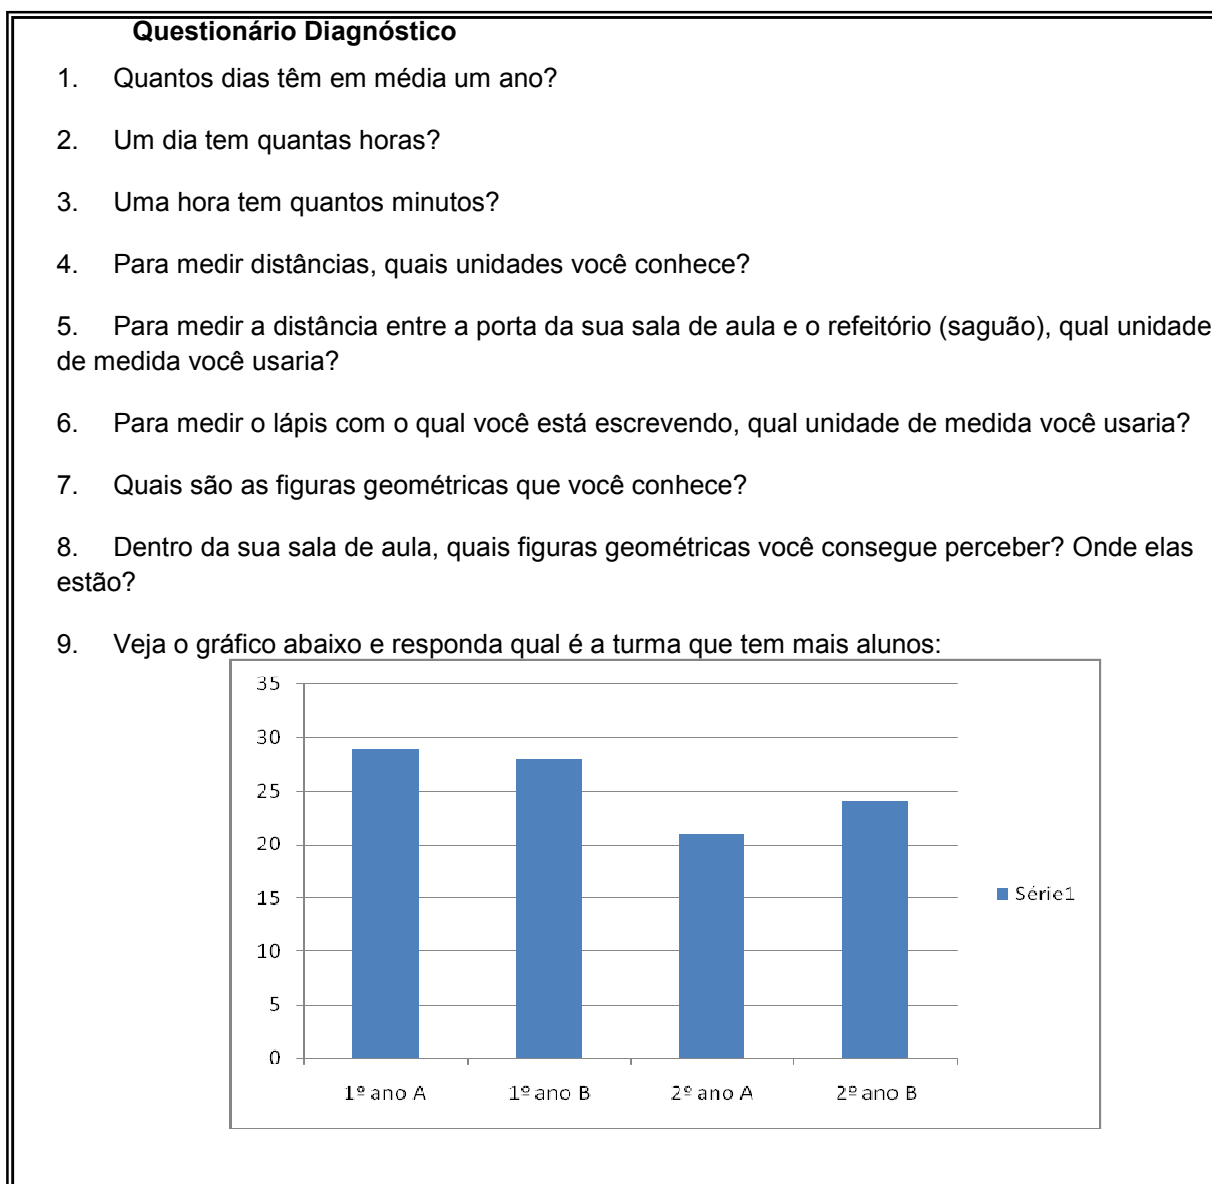 Questionário Diagnóstico
1. Quantos dias têm em média um ano?
2. Um dia tem quantas horas?
3. Uma hora tem quantos minutos?
4. Para medir distâncias, quais unidades você conhece?
5. Para medir a distância entre a porta da sua sala de aula e o refeitório (saguão), qual unidade
de medida você usaria?
6. Para medir o lápis com o qual você está escrevendo, qual unidade de medida você usaria?
7. Quais são as figuras geométricas que você conhece?
8. Dentro da sua sala de aula, quais figuras geométricas você consegue perceber? Onde elas
estão?
9. Veja o gráfico abaixo e responda qual é a turma que tem mais alunos:
35
30
25
20
15
10
5
0
1º ano A 1º ano B 2º ano A 2º ano B
Série1